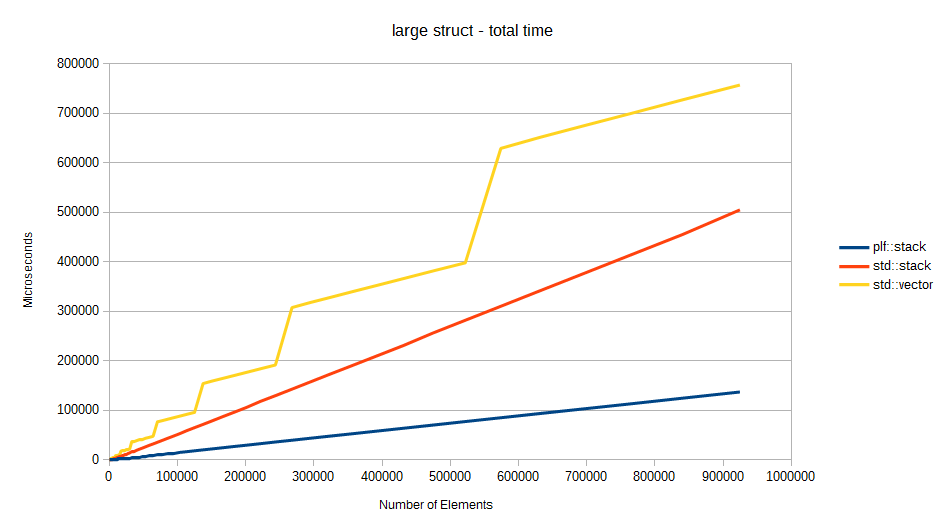 large struct - total time
800000
700000
600000
500000
400000
300000
200000
100000
0
Microseconds
0 100000 200000 300000 400000 500000 600000 700000 800000 900000 1000000
Number of Elements
plf::stack
std::stack
std::vector